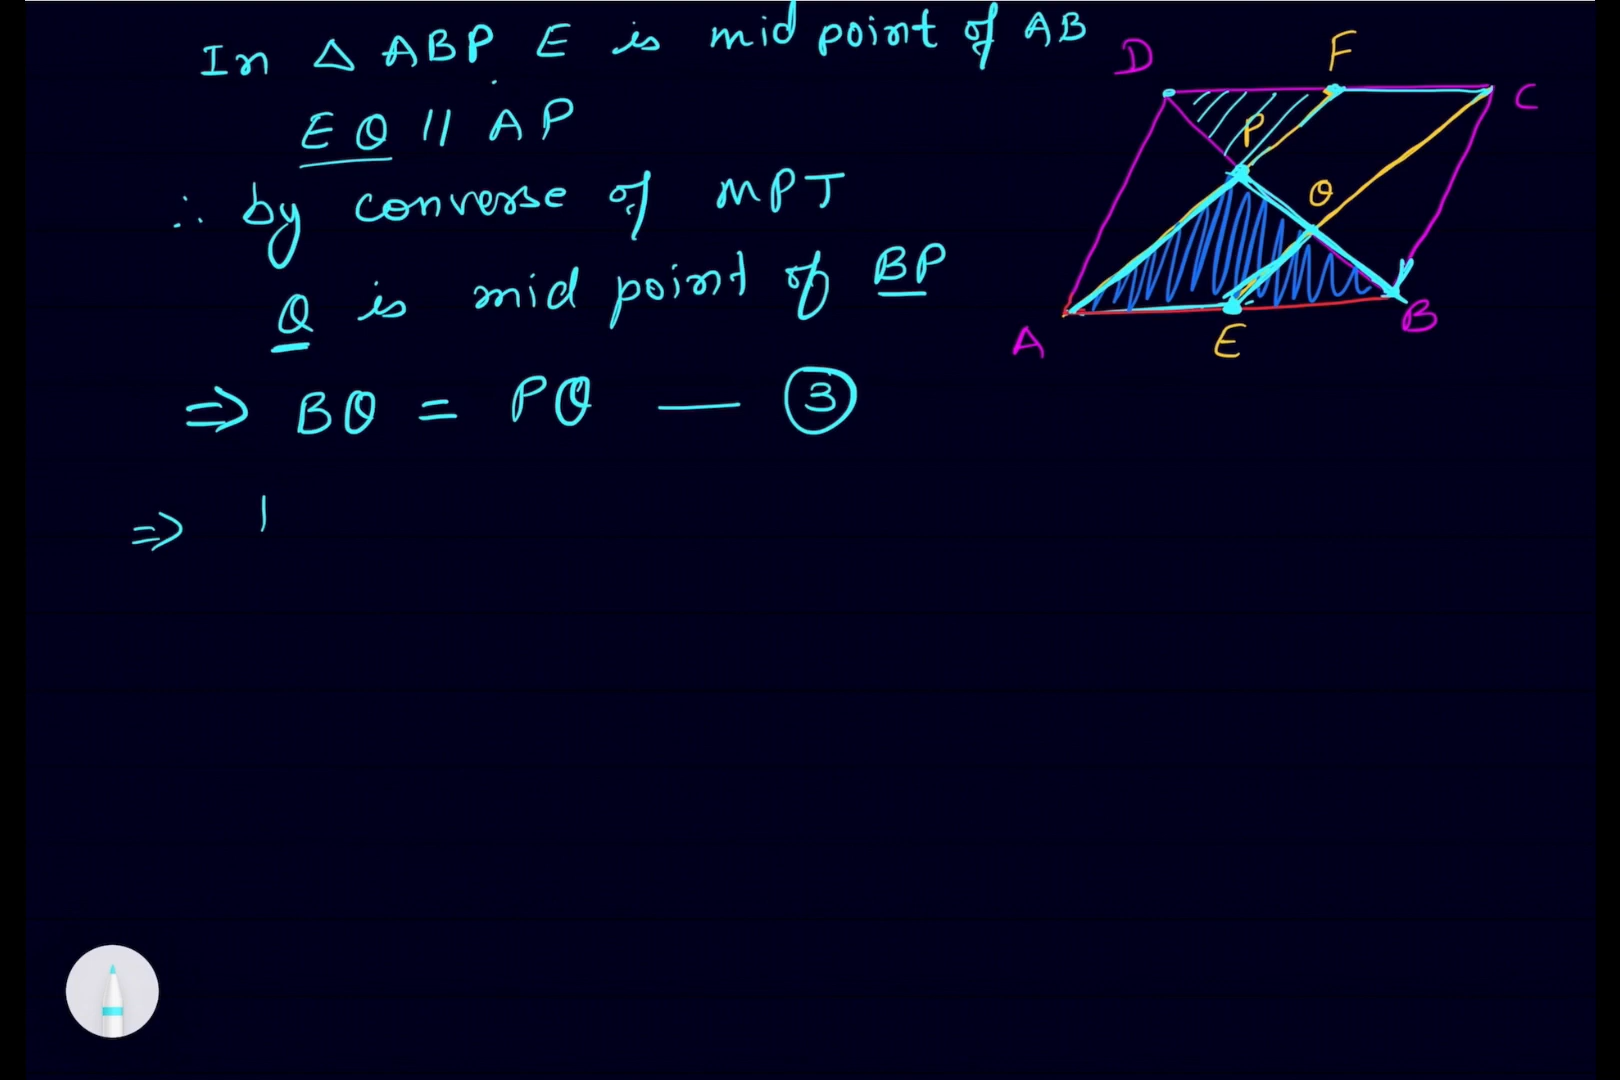 In △ ABP E is mid point of AB
EQ || AP
∴ by converse of MPT
Q is mid point of BP
⇒ BQ = PQ — ③
⇒ |
D F C
P
Q
A E B